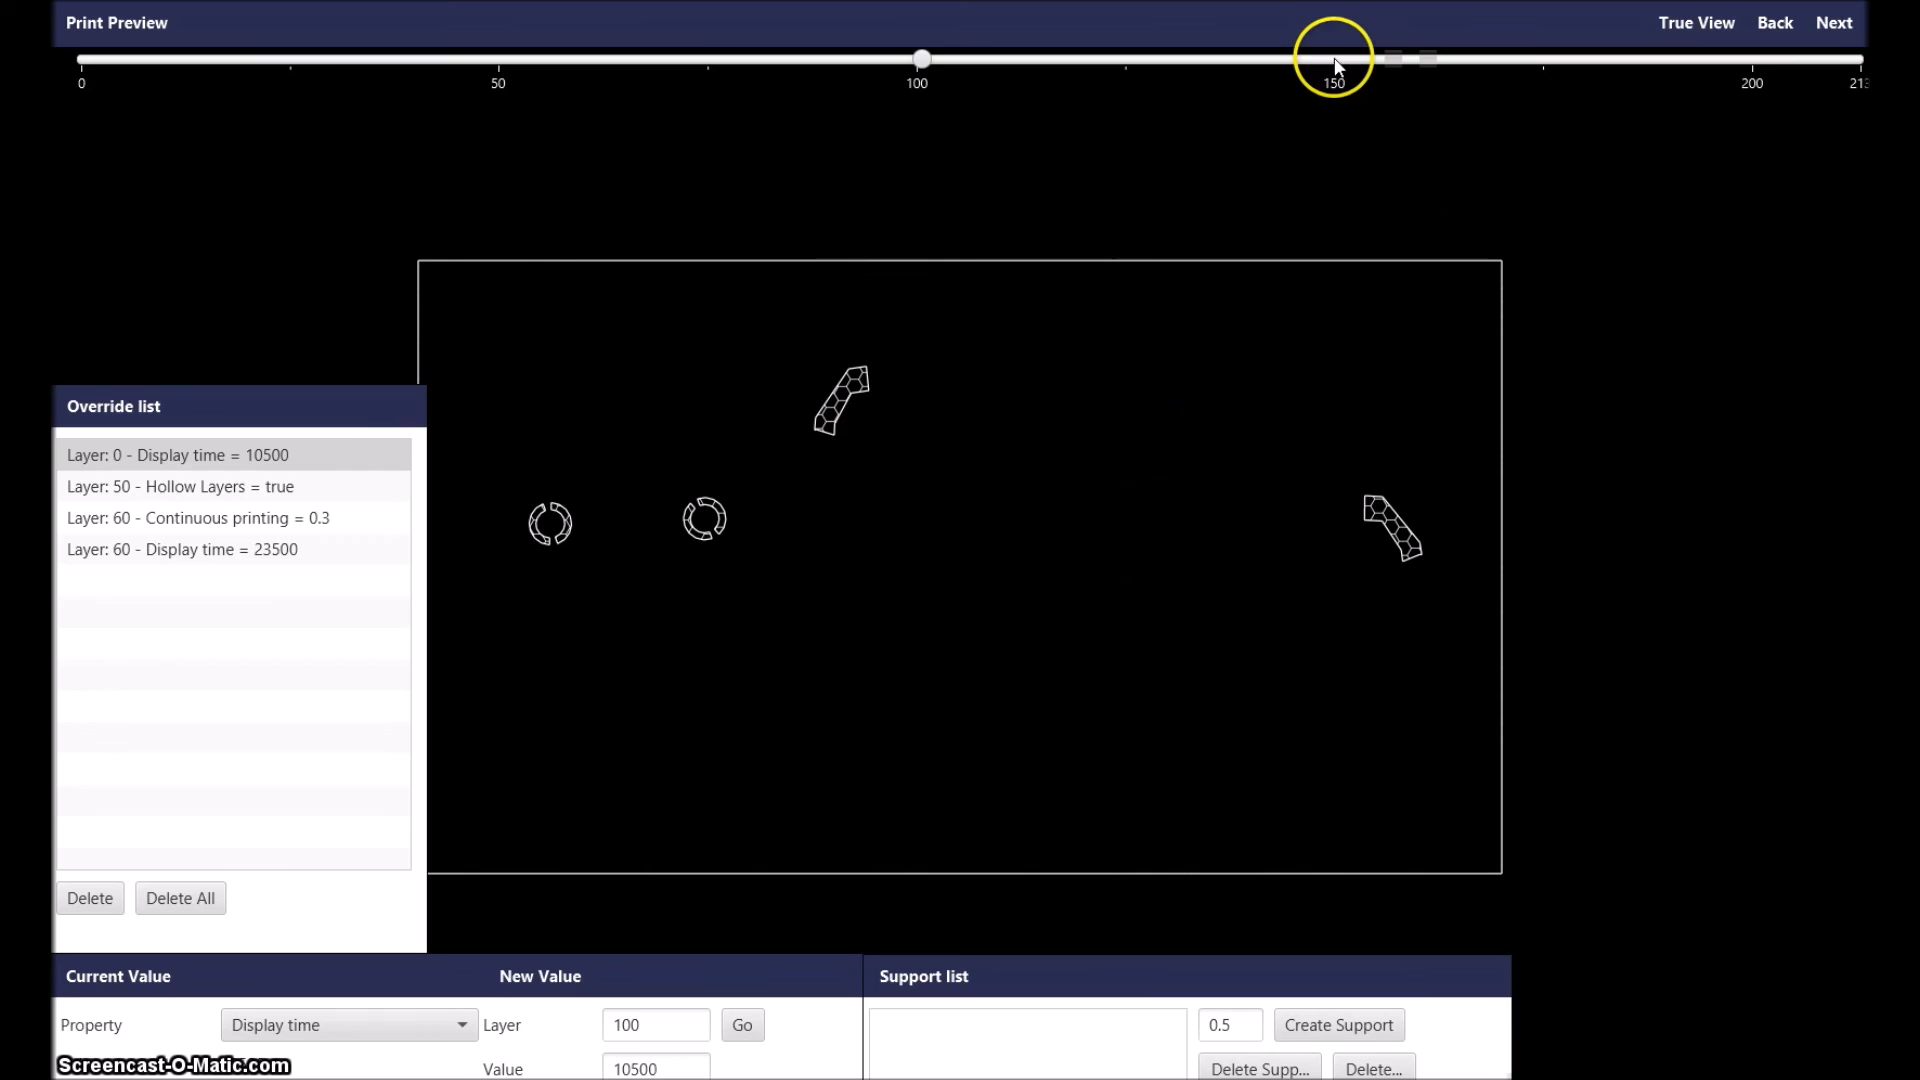 Print Preview
True View Back Next
0 50 100 150 200
Override list
Layer: 0 - Display time = 10500
Layer: 50 - Hollow Layers = true
Layer: 60 - Continuous printing = 0.3
Layer: 60 - Display time = 23500
Delete Delete All
Current Value New Value Support list
Property Display time Layer 100 Go 0.5 Create Support
Screencast-O-Matic.com
Value 10500 Delete Supp... Delete...